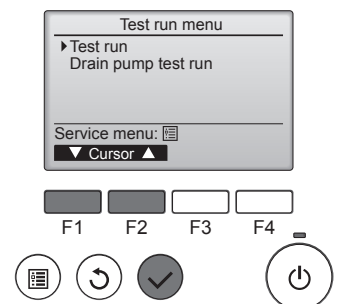 Test run menu
Test run
Drain pump test run
Service menu:
▼ Cursor ▲
F1 F2 F3 F4